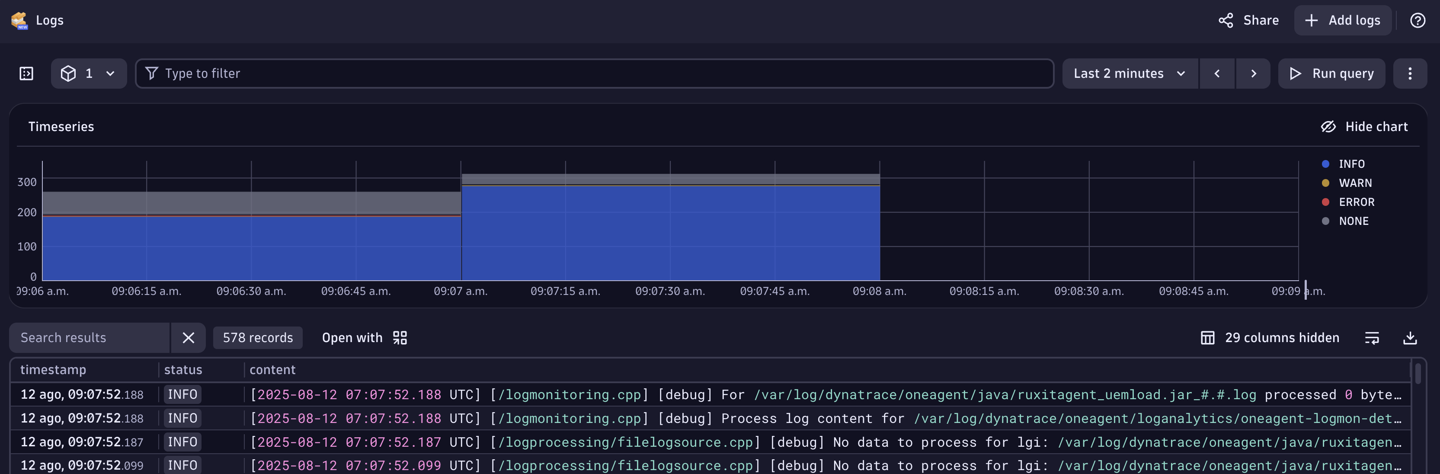 Logs
Share
Add logs
1
Type to filter
Last 2 minutes
Run query
Timeseries
Hide chart
300
200
100
0
INFO
WARN
ERROR
NONE
09:06 a.m. 09:06:15 a.m. 09:06:30 a.m. 09:06:45 a.m. 09:07 a.m. 09:07:15 a.m. 09:07:30 a.m. 09:07:45 a.m. 09:08 a.m. 09:08:15 a.m. 09:08:30 a.m. 09:08:45 a.m. 09:09 a.m.
Search results
578 records
Open with
29 columns hidden
timestamp status content
12 ago, 09:07:52.188 INFO [2025-08-12 07:07:52.188 UTC] [/logmonitoring.cpp] [debug] For /var/log/dynatrace/oneagent/java/ruxitagent_uemload.jar_#.#.log processed 0 byte…
12 ago, 09:07:52.188 INFO [2025-08-12 07:07:52.188 UTC] [/logmonitoring.cpp] [debug] Process log content for /var/log/dynatrace/oneagent/loganalytics/oneagent-logmon-det…
12 ago, 09:07:52.187 INFO [2025-08-12 07:07:52.187 UTC] [/logprocessing/filelogsource.cpp] [debug] No data to process for lgi: /var/log/dynatrace/oneagent/java/ruxitagen…
12 ago, 09:07:52.099 INFO [2025-08-12 07:07:52.099 UTC] [/logprocessing/filelogsource.cpp] [debug] No data to process for lgi: /var/log/dynatrace/oneagent/java/ruxitagen…